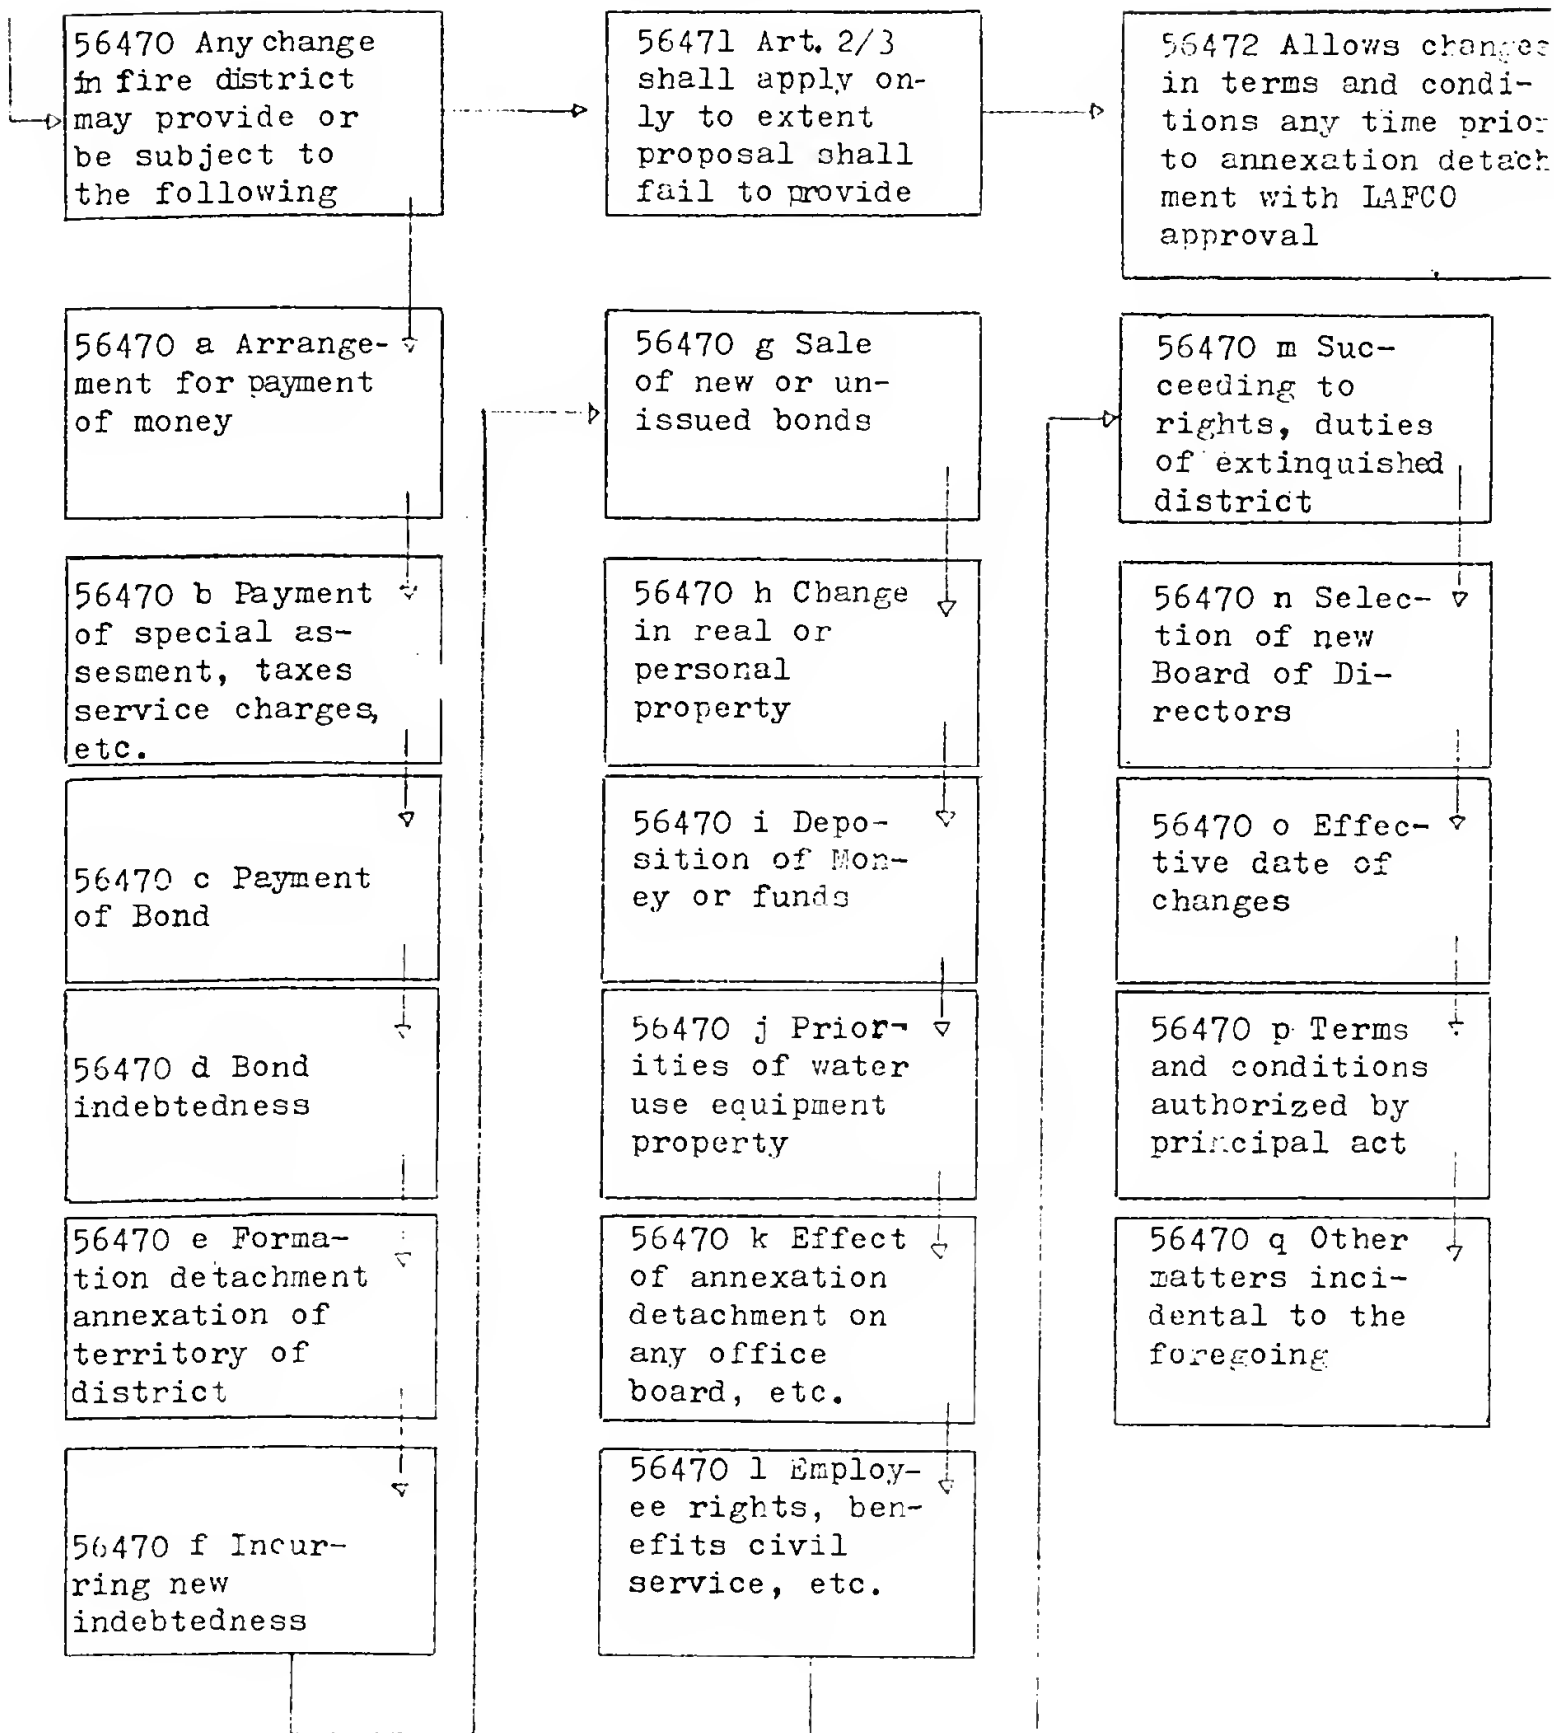 56470 Any change
in fire district
may provide or
be subject to
the following
56471 Art. 2/3
shall apply on-
ly to extent
proposal shall
fail to provide
56472 Allows changes
in terms and condi-
tions any time prior
to annexation detach
ment with LAFCO
approval
56470 a Arrange-
ment for payment
of money
56470 b Payment
of special as-
sesment, taxes
service charges,
etc.
56470 c Payment
of Bond
56470 d Bond
indebtedness
56470 e Forma-
tion detachment
annexation of
territory of
district
56470 f Incur-
ring new
indebtedness
56470 g Sale
of new or un-
issued bonds
56470 h Change
in real or
personal
property
56470 i Depo-
sition of Mon-
ey or funds
56470 j Prior-
ities of water
use equipment
property
56470 k Effect
of annexation
detachment on
any office
board, etc.
56470 l Employ-
ee rights, ben-
efits civil
service, etc.
56470 m Suc-
ceeding to
rights, duties
of extinquished
district
56470 n Selec-
tion of new
Board of Di-
rectors
56470 o Effec-
tive date of
changes
56470 p Terms
and conditions
authorized by
principal act
56470 q Other
matters inci-
dental to the
foregoing